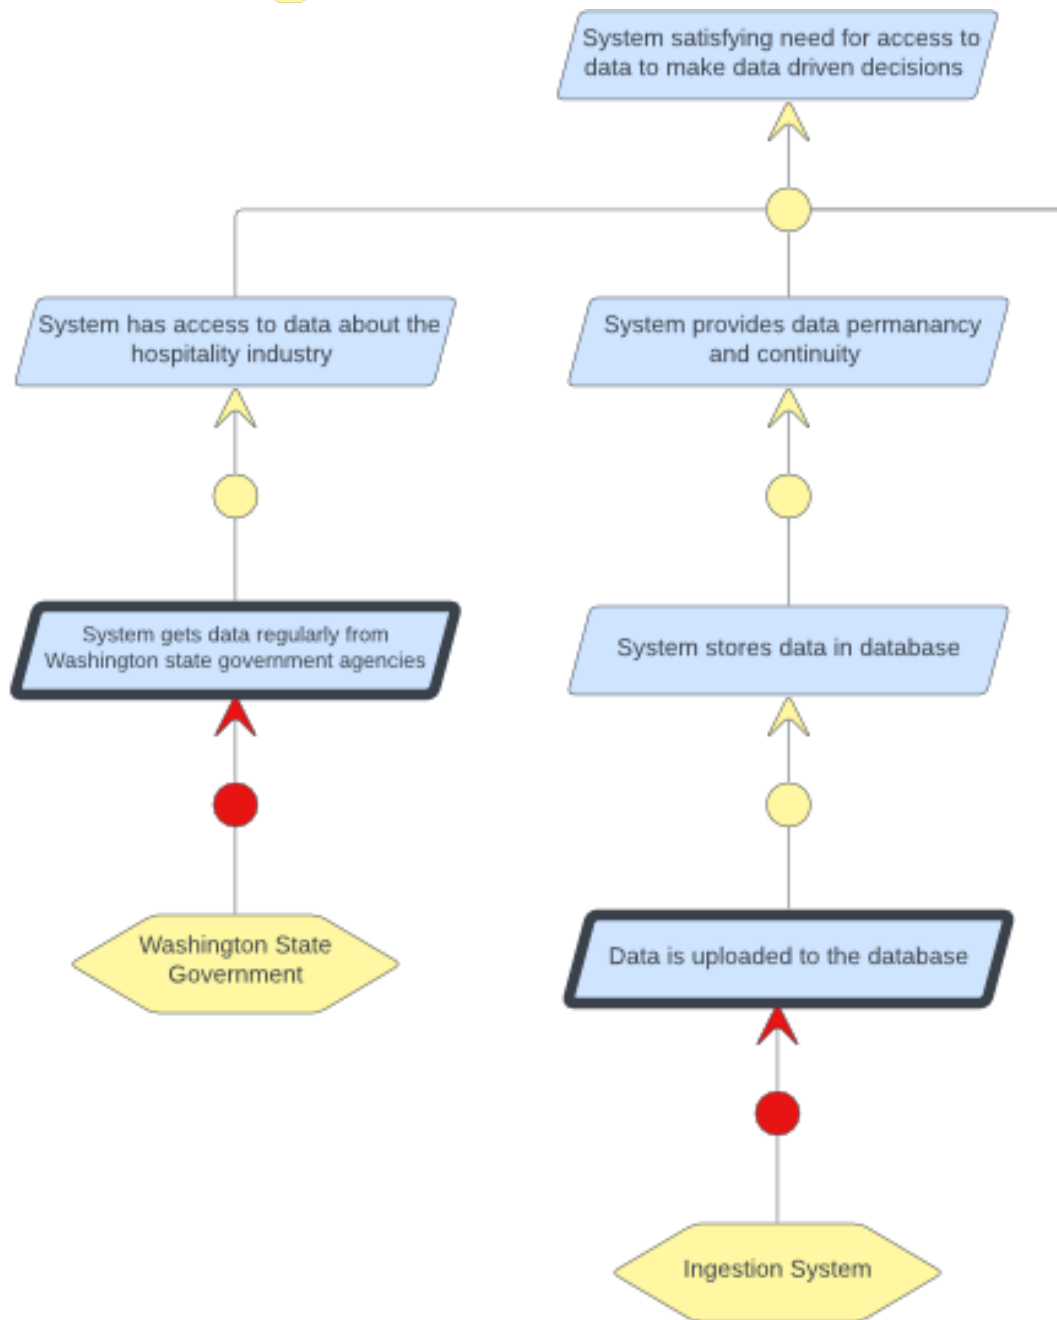 System satisfying need for access to
data to make data driven decisions
System has access to data about the
hospitality industry
System provides data permanancy
and continuity
System gets data regularly from
Washington state government agencies
System stores data in database
Washington State
Government
Data is uploaded to the database
Ingestion System